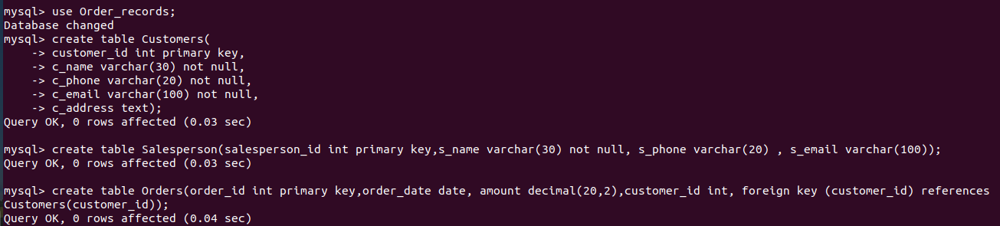 mysql> use Order_records;
Database changed
mysql> create table Customers(
    -> customer_id int primary key,
    -> c_name varchar(30) not null,
    -> c_phone varchar(20) not null,
    -> c_email varchar(100) not null,
    -> c_address text);
Query OK, 0 rows affected (0.03 sec)
mysql> create table Salesperson(salesperson_id int primary key,s_name varchar(30) not null, s_phone varchar(20) , s_email varchar(100));
Query OK, 0 rows affected (0.03 sec)
mysql> create table Orders(order_id int primary key,order_date date, amount decimal(20,2),customer_id int, foreign key (customer_id) references
Customers(customer_id));
Query OK, 0 rows affected (0.04 sec)